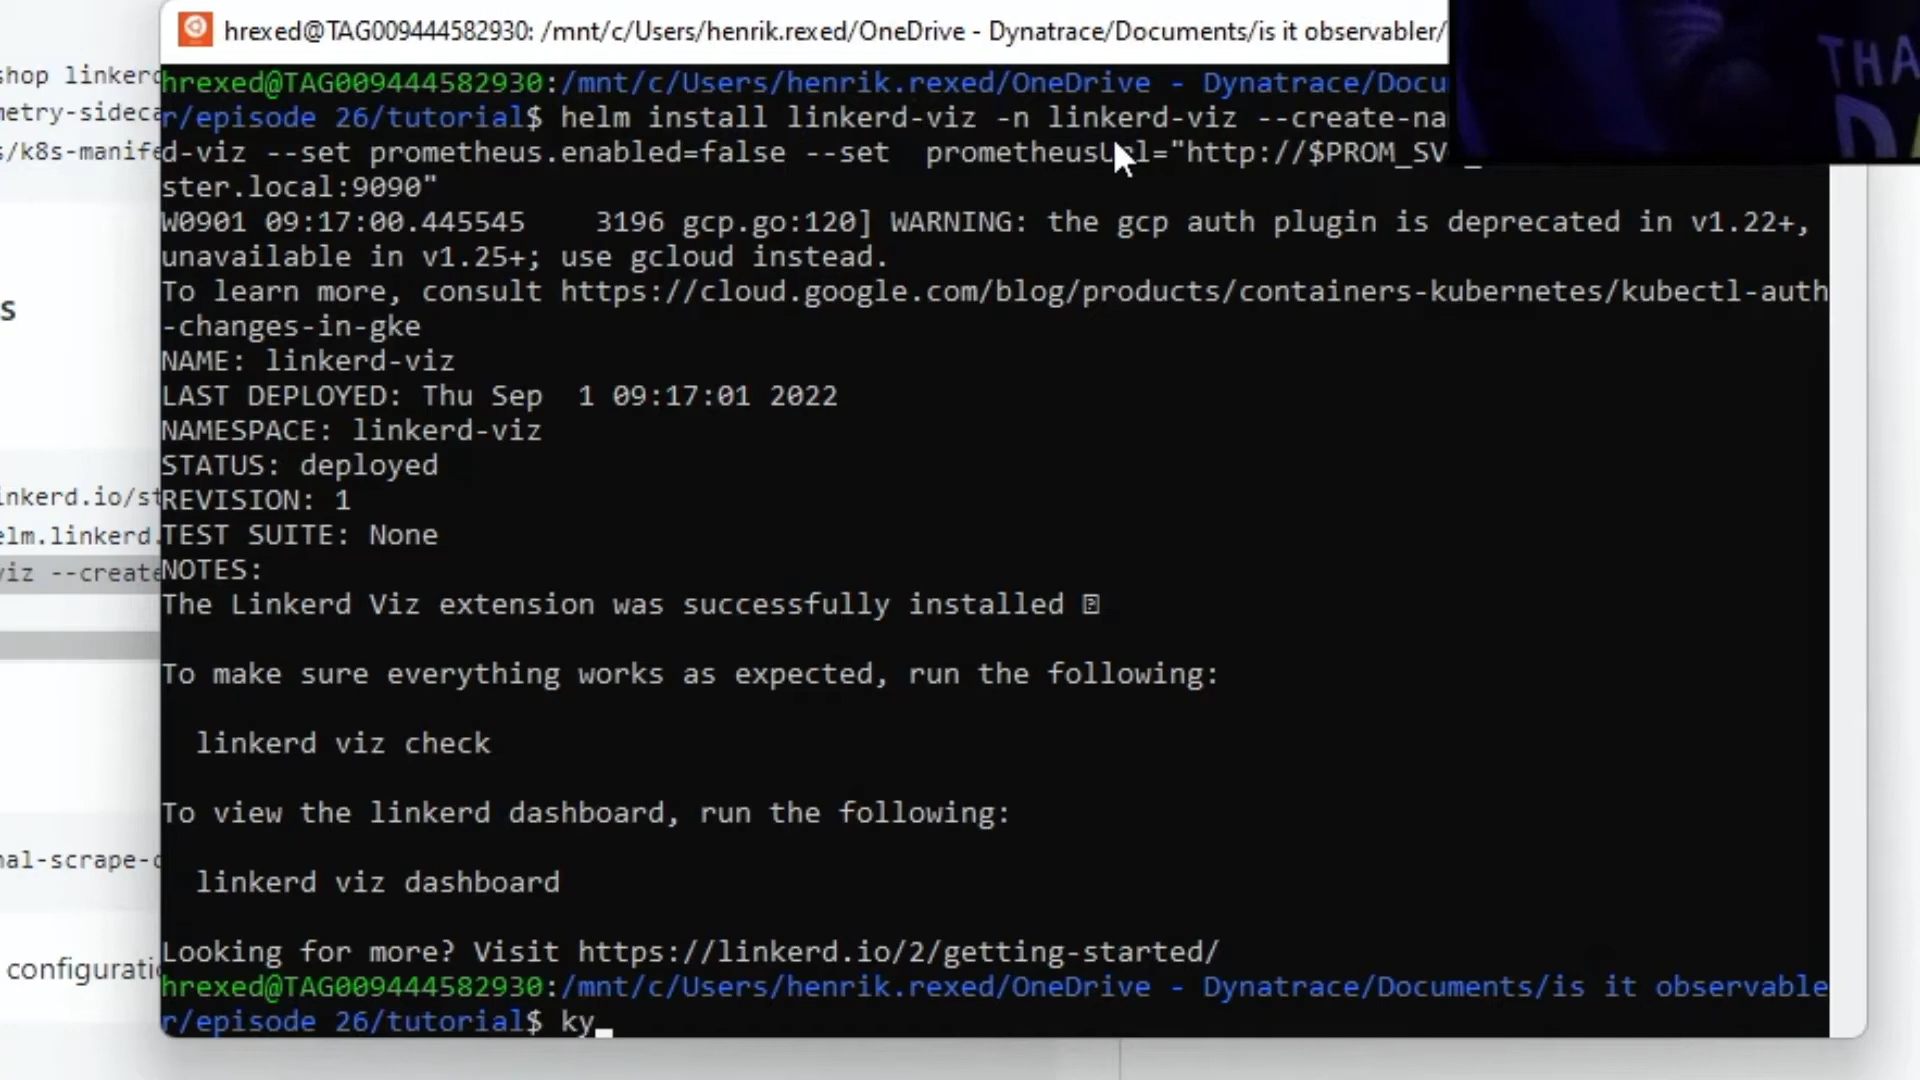 hrexed@TAG009444582930: /mnt/c/Users/henrik.rexed/OneDrive - Dynatrace/Documents/is it observabler/
hrexed@TAG009444582930:/mnt/c/Users/henrik.rexed/OneDrive - Dynatrace/Docu
r/episode 26/tutorial$ helm install linkerd-viz -n linkerd-viz --create-na
d-viz --set prometheus.enabled=false --set  prometheusUrl="http://$PROM_SV
ster.local:9090"
W0901 09:17:00.445545    3196 gcp.go:120] WARNING: the gcp auth plugin is deprecated in v1.22+,
unavailable in v1.25+; use gcloud instead.
To learn more, consult https://cloud.google.com/blog/products/containers-kubernetes/kubectl-auth
-changes-in-gke
NAME: linkerd-viz
LAST DEPLOYED: Thu Sep  1 09:17:01 2022
NAMESPACE: linkerd-viz
STATUS: deployed
REVISION: 1
TEST SUITE: None
NOTES:
The Linkerd Viz extension was successfully installed
To make sure everything works as expected, run the following:
linkerd viz check
To view the linkerd dashboard, run the following:
linkerd viz dashboard
Looking for more? Visit https://linkerd.io/2/getting-started/
hrexed@TAG009444582930:/mnt/c/Users/henrik.rexed/OneDrive - Dynatrace/Documents/is it observable
r/episode 26/tutorial$ ky
hop linkerd
etry-sideca
s/k8s-manife
s
inkerd.io/st
elm.linkerd.
viz --create
nal-scrape-c
configurati
THA
D